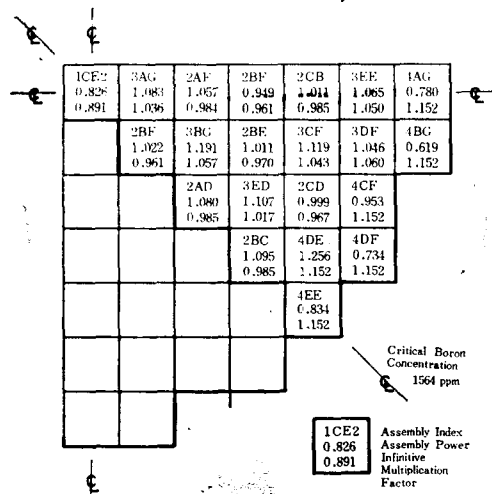 ℄ ℄
1CE2 3AG 2AF 2BF 2CB 3EE 4AG
℄ 0.826 1.083 1.057 0.949 1.011 1.065 0.780 ℄
0.891 1.036 0.984 0.961 0.985 1.050 1.152
2BF 3BG 2BE 3CF 3DF 4BG
1.022 1.191 1.011 1.119 1.046 0.619
0.961 1.057 0.970 1.043 1.060 1.152
2AD 3ED 2CD 4CF
1.080 1.107 0.999 0.953
0.985 1.017 0.967 1.152
2BC 4DE 4DF
1.095 1.256 0.734
0.985 1.152 1.152
4EE
0.834
1.152
Critical Boron
Concentration
℄ 1564 ppm
1CE2 Assembly Index
0.826 Assembly Power
0.891 Infinitive
Multiplication
Factor
℄